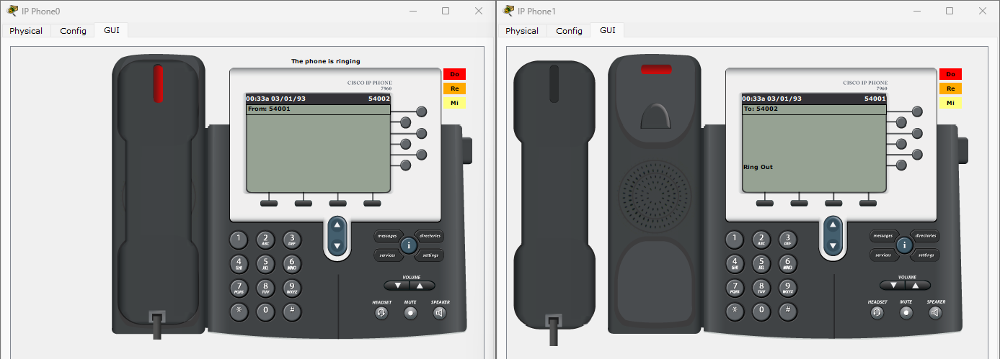 IP Phone0
Physical Config GUI
The phone is ringing
CISCO IP PHONE
7960
00:33a 03/01/93 54002
From: 54001
Do
Re
Mi
1 2 ABC 3 DEF
4 GHI 5 JKL 6 MNO
7 PQRS 8 TUV 9 WXYZ
* 0 #
messages directories
i
services settings
VOLUME
HEADSET MUTE SPEAKER
IP Phone1
Physical Config GUI
CISCO IP PHONE
7960
00:33a 03/01/93 54001
To: 54002
Ring Out
Do
Re
Mi
1 2 ABC 3 DEF
4 GHI 5 JKL 6 MNO
7 PQRS 8 TUV 9 WXYZ
* 0 #
messages directories
i
services settings
VOLUME
HEADSET MUTE SPEAKER